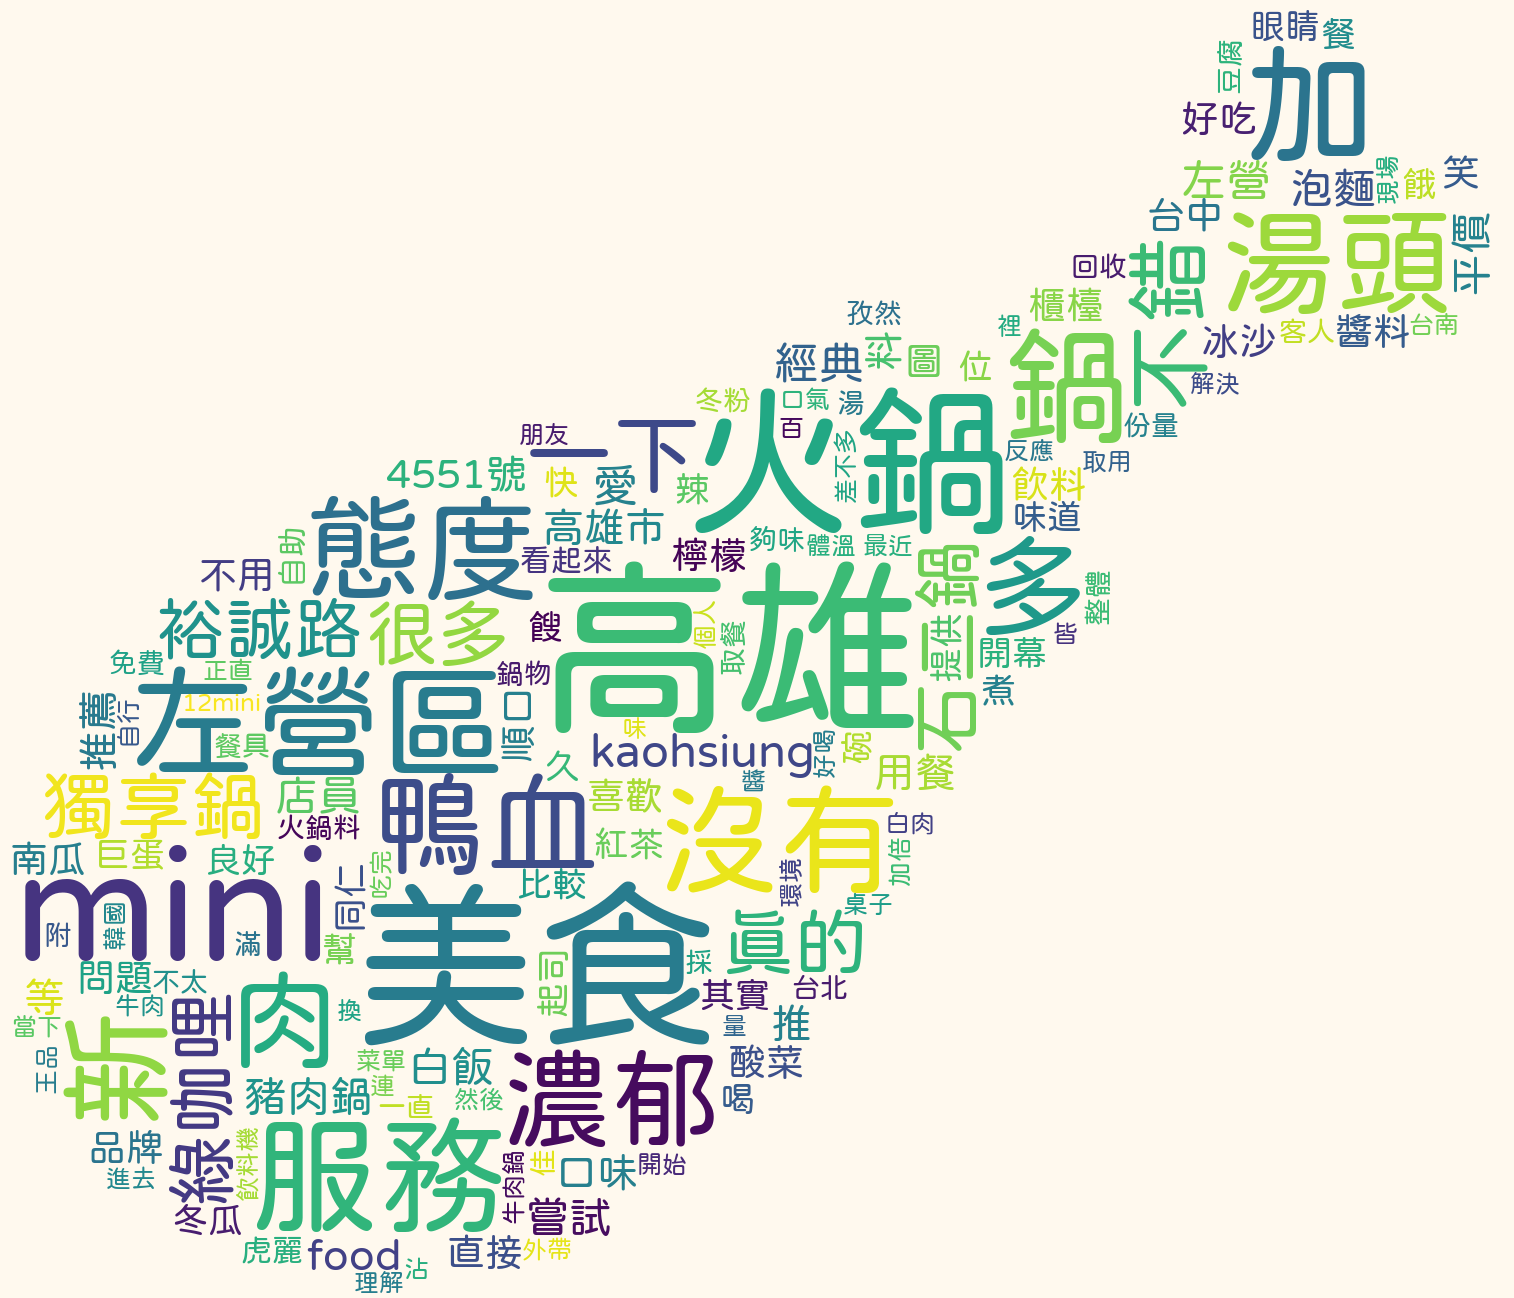 眼睛
餐
豆腐
加
好吃
左營
泡麵
現場
餓
笑
台中
湯頭
平價
回收
不錯
櫃檯
裡
冰沙
客人
醬料
台南
孜然
經典
料
圖
位
鍋
解決
冬粉
口氣
湯
百
火鍋
份量
朋友
一下
差不多
反應
取用
4551號
快
愛
辣
飲料
味道
態度
高雄市
自助
不用
看起來
檸檬
夠味
體溫
最近
石鍋
多
整體
裕誠路
很多
餿
高雄
個人
取餐
提供
開幕
皆
免費
正直
鍋物
煮
推薦
自行
12mini
左營區
順口
餐具
味
kaohsiung
好喝
碗
久
醬
用餐
獨享鍋
店員
火鍋料
鴨血
喜歡
沒有
白肉
南瓜
巨蛋
良好
紅茶
加倍
mini
吃完
同仁
比較
環境
桌子
附
韓國
滿
幫
美食
真的
採
起司
問題
不太
等
牛肉
其實
台北
當下
新
綠咖哩
肉
換
量
推
王品
菜單
白飯
濃郁
酸菜
連
豬肉鍋
一直
然後
喝
品牌
進去
飲料機
服務
牛肉鍋
佳
口味
開始
冬瓜
嘗試
虎麗
food
直接
外帶
沾
理解